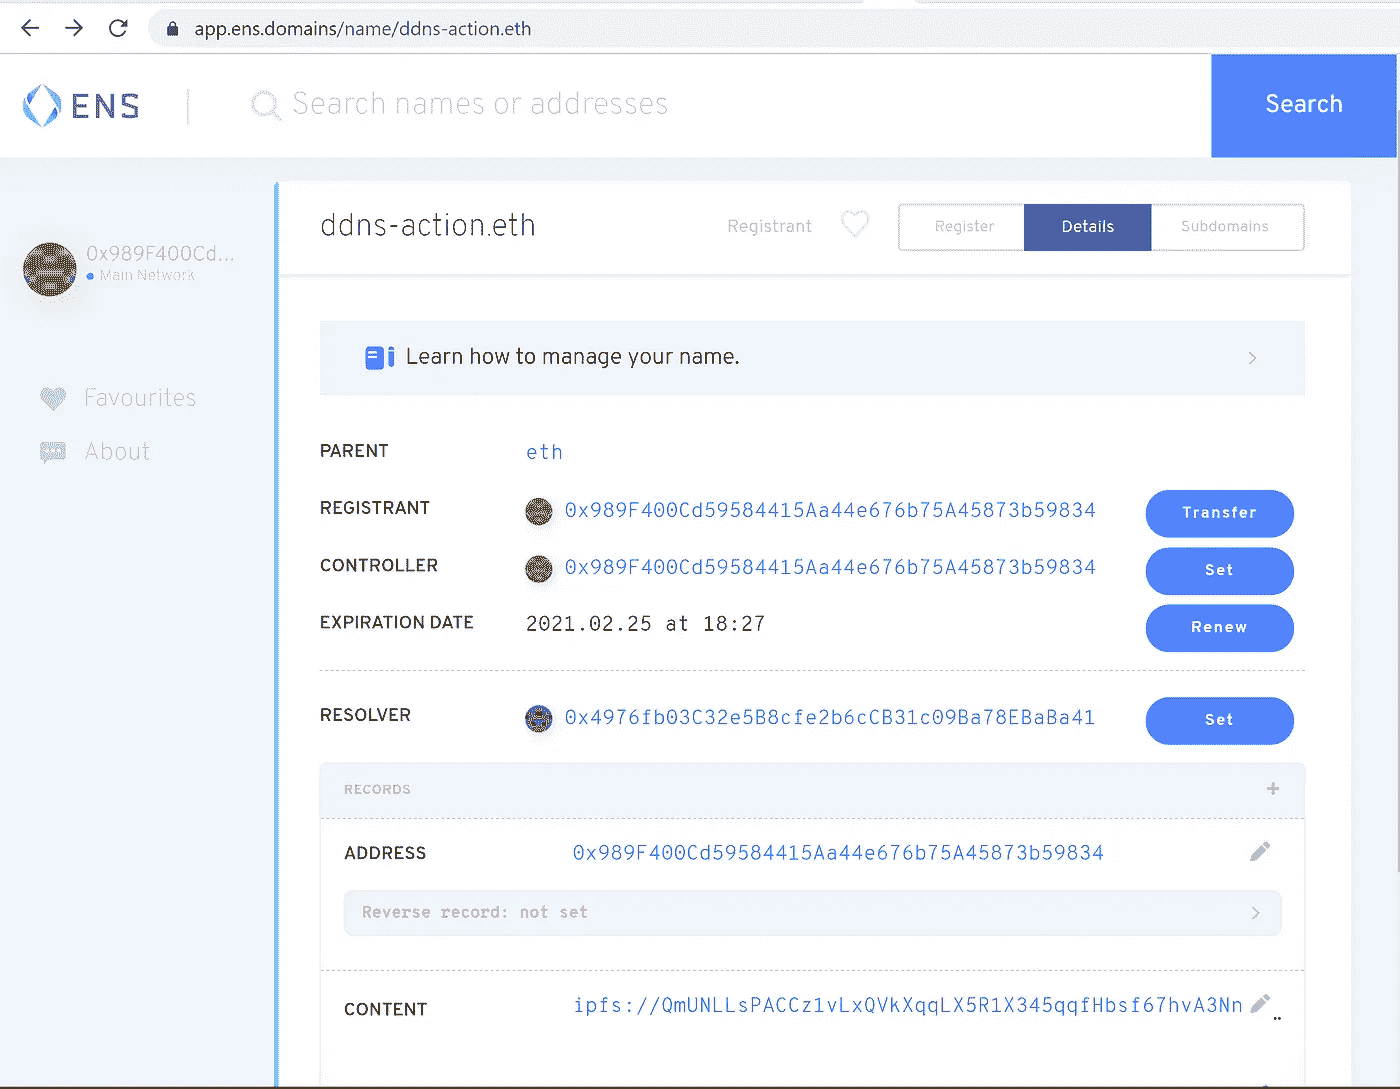 app.ens.domains/name/ddns-action.eth
ENS
Search names or addresses
Search
ddns-action.eth
Registrant
Register
Details
Subdomains
0x989F400Cd...
Main Network
Favourites
About
Learn how to manage your name.
PARENT eth
REGISTRANT 0x989F400Cd59584415Aa44e676b75A45873b59834 Transfer
CONTROLLER 0x989F400Cd59584415Aa44e676b75A45873b59834 Set
EXPIRATION DATE 2021.02.25 at 18:27 Renew
RESOLVER 0x4976fb03C32e5B8cfe2b6cCB31c09Ba78EBaBa41 Set
RECORDS +
ADDRESS 0x989F400Cd59584415Aa44e676b75A45873b59834
Reverse record: not set
CONTENT ipfs://QmUNLLsPACCz1vLxQVkXqqLX5R1X345qqfHbsf67hvA3Nn